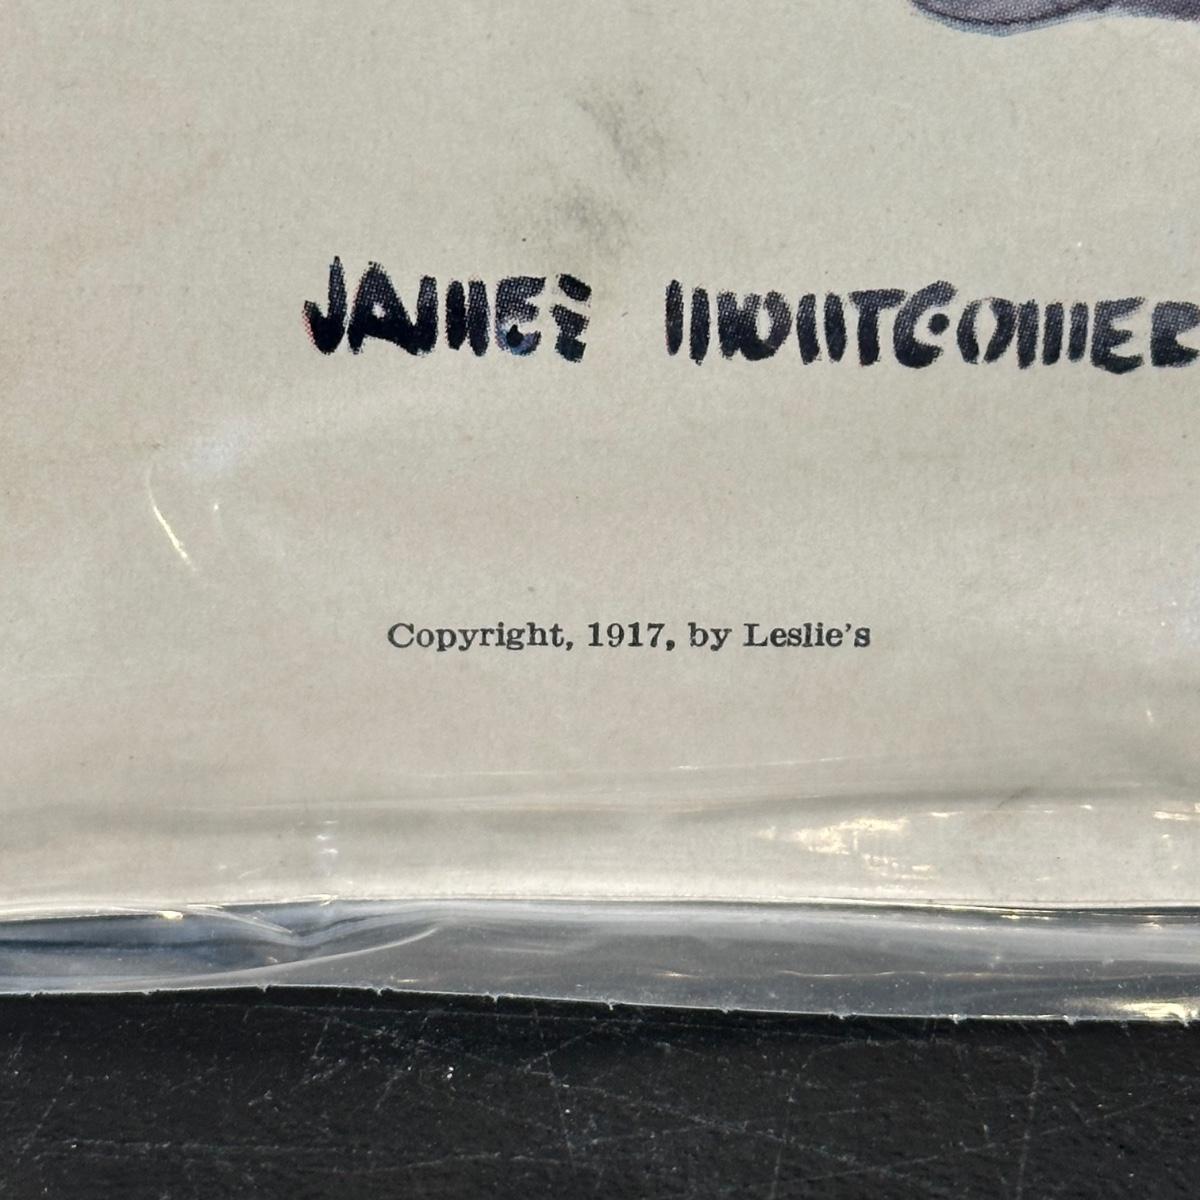 JAMES MONTGOMER
Copyright, 1917, by Leslie's